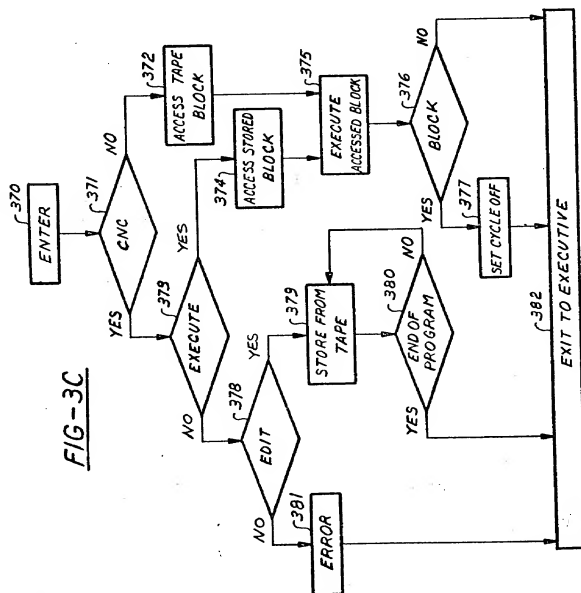 FIG-3C
370
ENTER
371
CNC
YES
NO
372
ACCESS TAPE
BLOCK
373
EXECUTE
YES
NO
374
ACCESS STORED
BLOCK
375
EXECUTE
ACCESSED BLOCK
376
BLOCK
YES
NO
377
SET CYCLE OFF
378
EDIT
YES
NO
379
STORE FROM
TAPE
380
END OF
PROGRAM
NO
YES
381
ERROR
382
EXIT TO EXECUTIVE